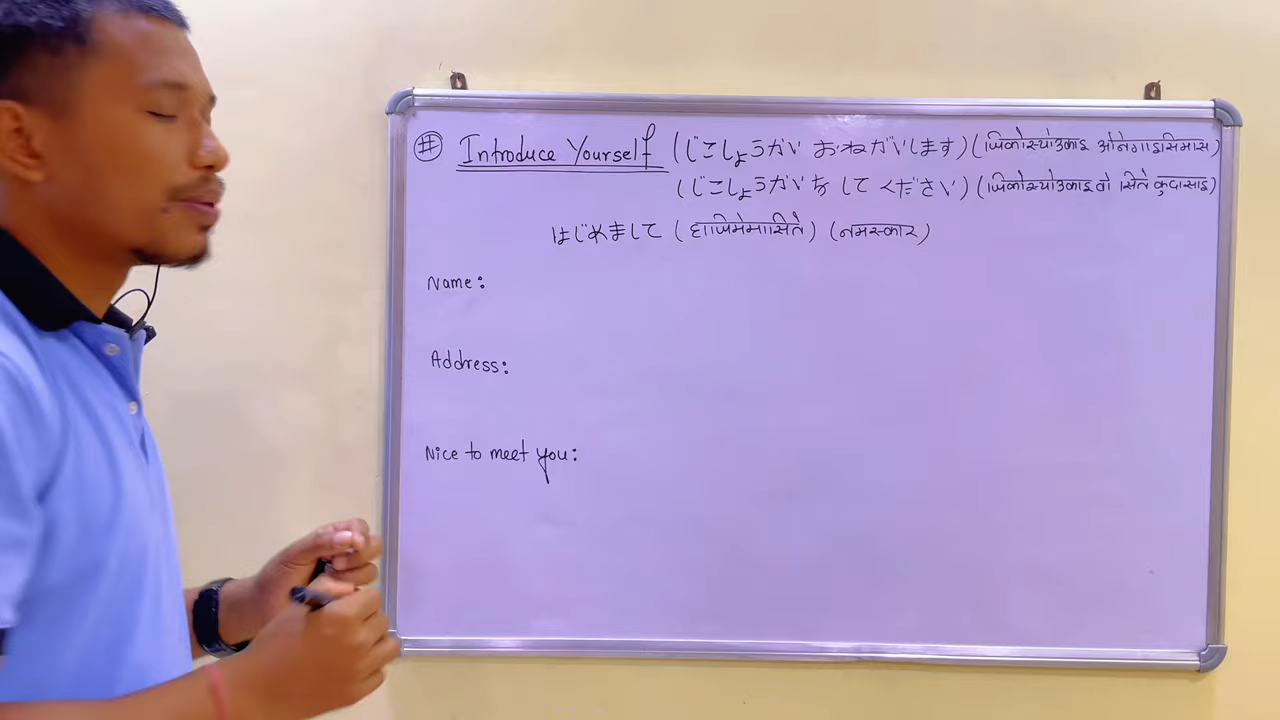 # Introduce Yourself (じこしょうかい おねがいします) (जिकोस्योउकाइ ओनेगाइसिमास)
(じこしょうかいを してください) (जिकोस्योउकाइ वो सिते कुदासाइ)
はじめまして (हाजिमेमासिते) (नमस्कार)
Name:
Address:
Nice to meet you: